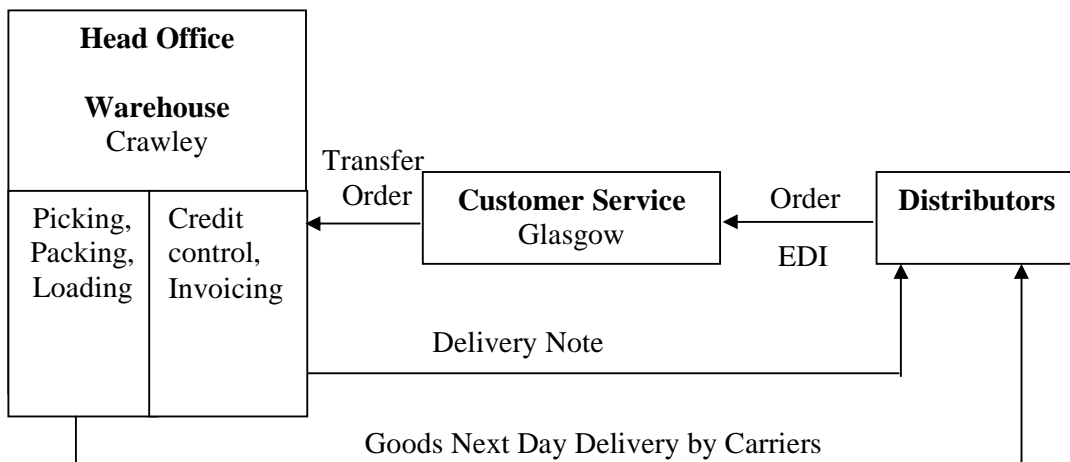 Head Office
Warehouse
Crawley
Picking,
Packing,
Loading
Credit
control,
Invoicing
Transfer
Order
Customer Service
Glasgow
Order
EDI
Distributors
Delivery Note
Goods Next Day Delivery by Carriers